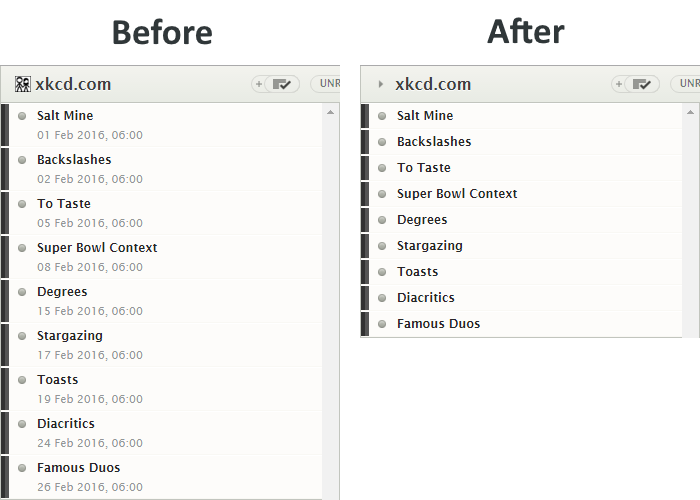 Before
xkcd.com
UNR
Salt Mine
01 Feb 2016, 06:00
Backslashes
02 Feb 2016, 06:00
To Taste
05 Feb 2016, 06:00
Super Bowl Context
08 Feb 2016, 06:00
Degrees
15 Feb 2016, 06:00
Stargazing
17 Feb 2016, 06:00
Toasts
19 Feb 2016, 06:00
Diacritics
24 Feb 2016, 06:00
Famous Duos
26 Feb 2016, 06:00
After
xkcd.com
UNR
Salt Mine
Backslashes
To Taste
Super Bowl Context
Degrees
Stargazing
Toasts
Diacritics
Famous Duos